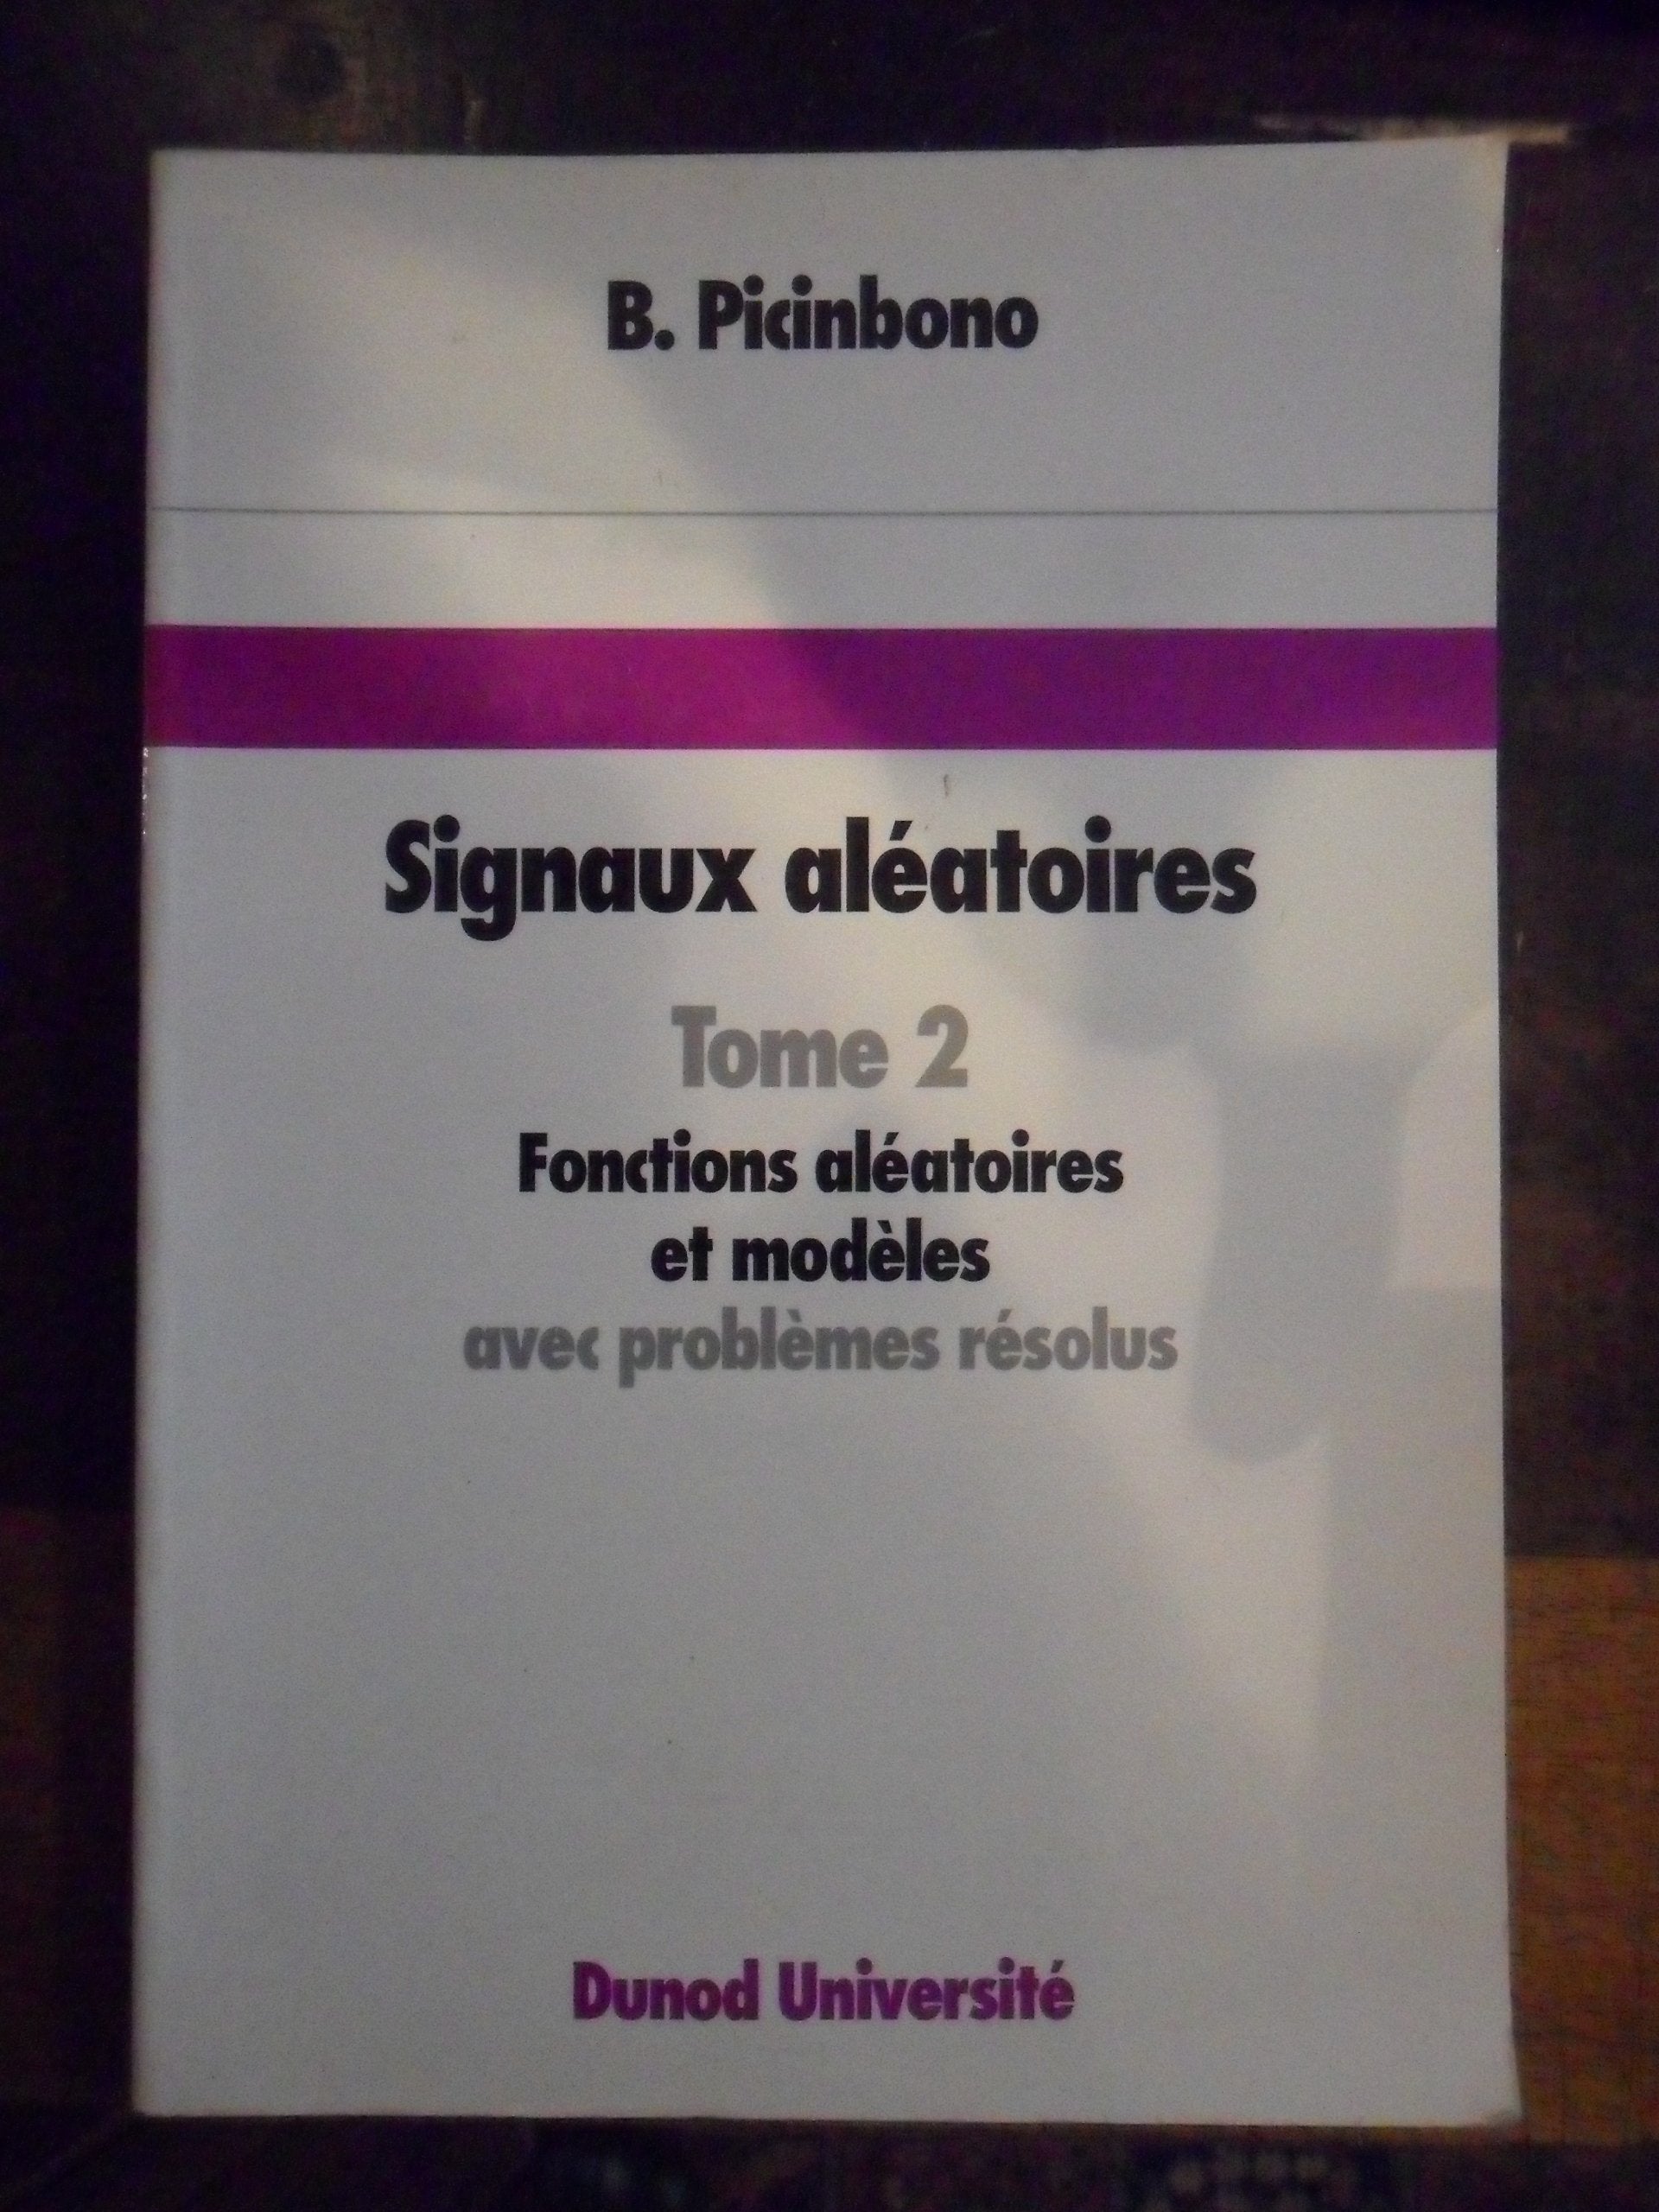 B. Picinbono
Signaux aléatoires
Tome 2
Fonctions aléatoires
et modèles
avec problèmes résolus
Dunod Université